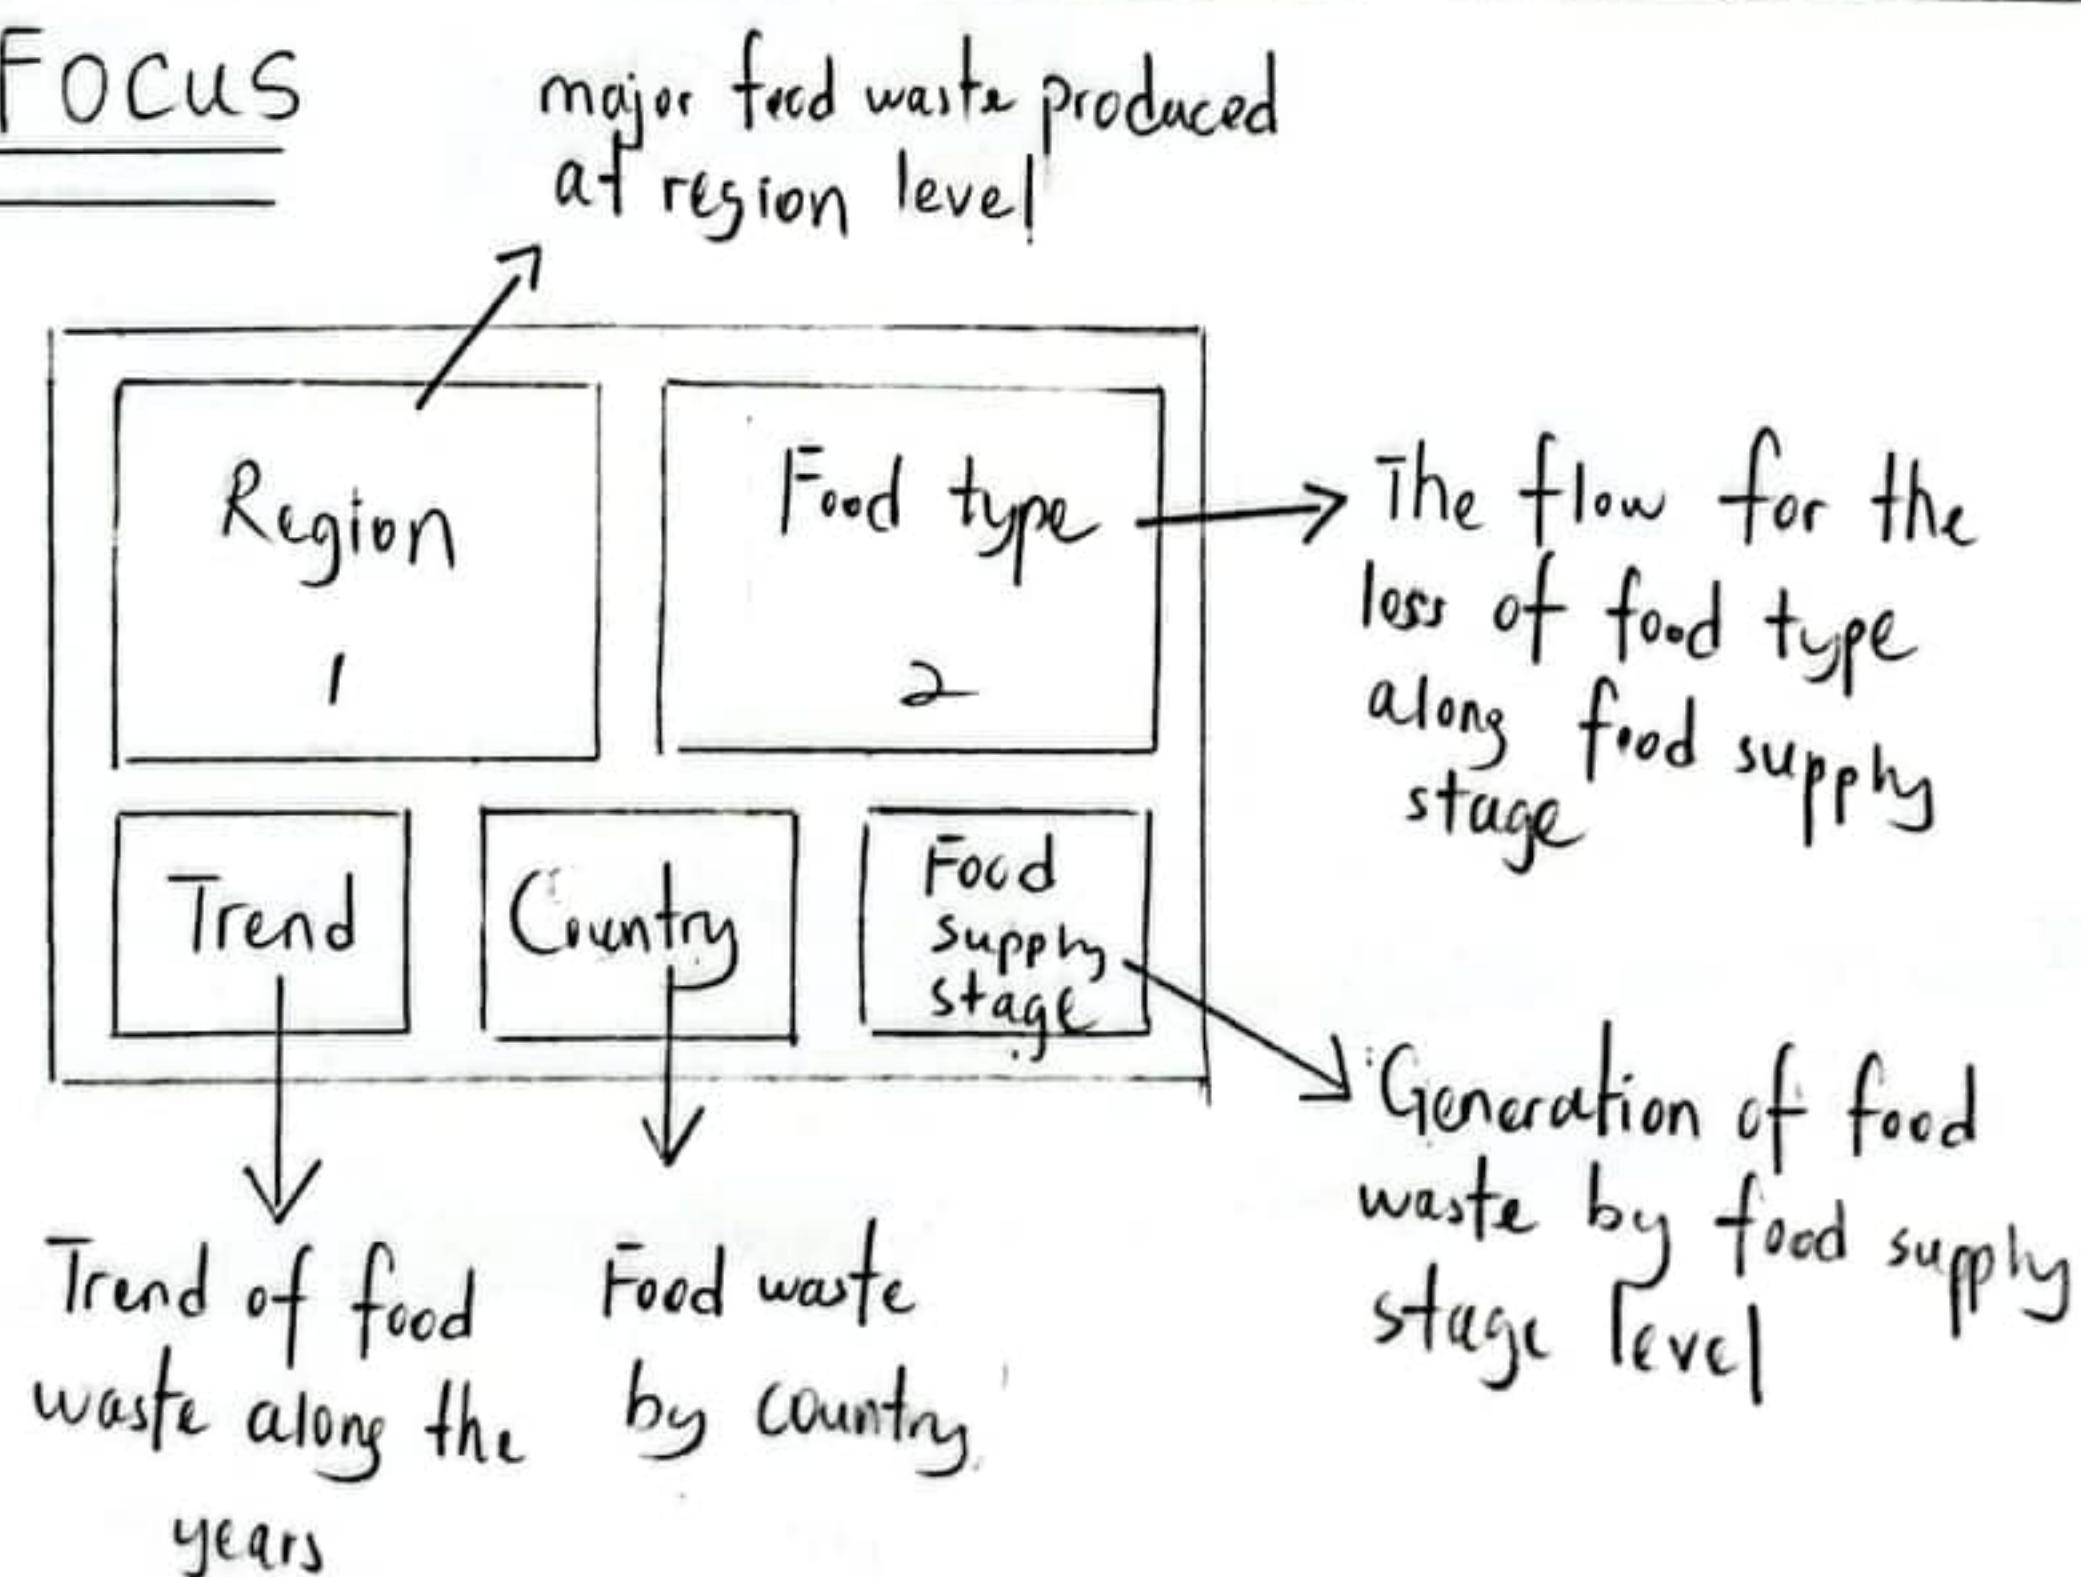 Focus
major food waste produced
at region level
Region
1
Food type
2
The flow for the
loss of food type
along food supply
stage
Trend
Country
Food
supply
stage
Generation of food
waste by food supply
stage level
Trend of food
waste along the
years
Food waste
by country